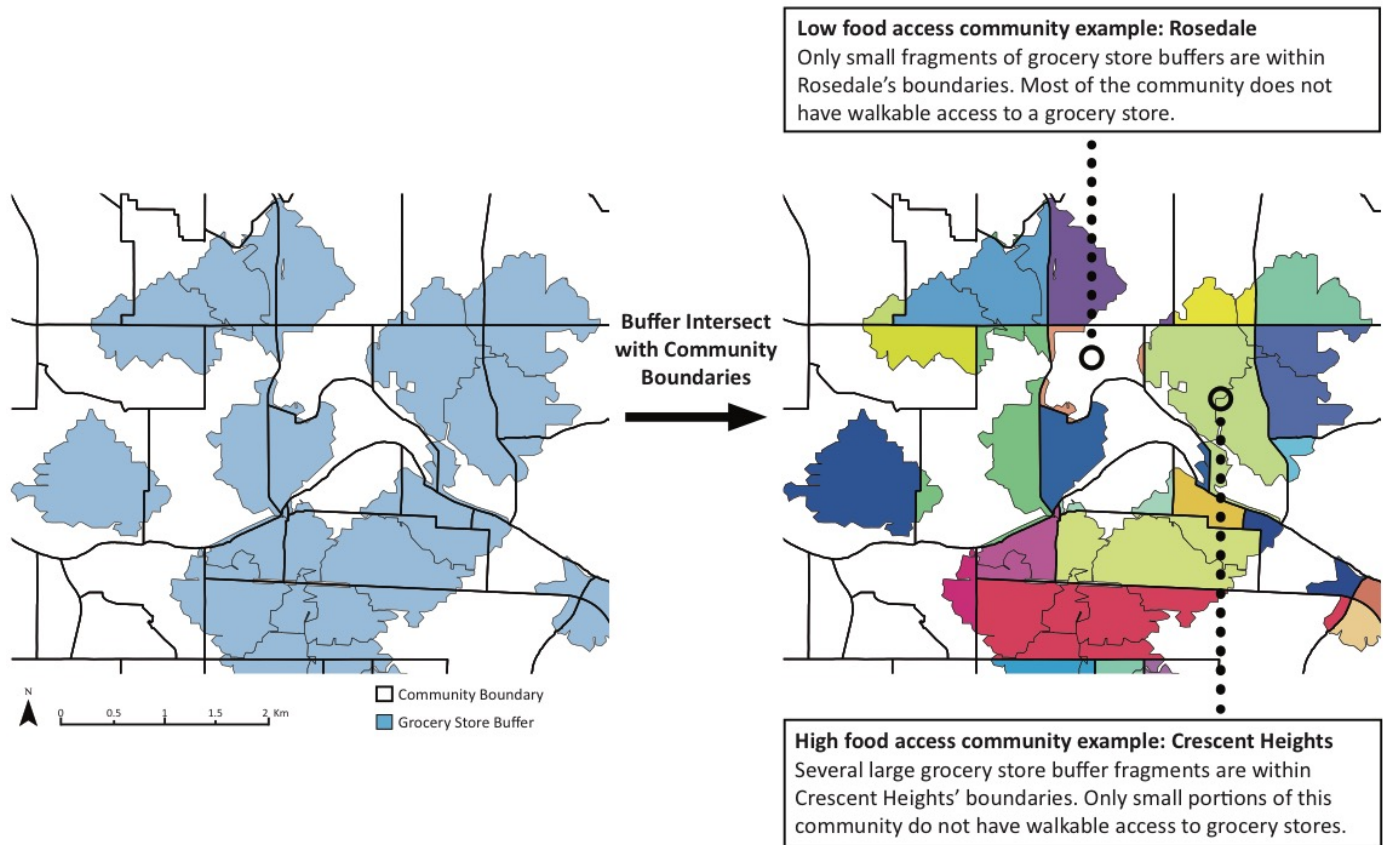 Low food access community example: Rosedale
Only small fragments of grocery store buffers are within
Rosedale’s boundaries. Most of the community does not
have walkable access to a grocery store.
Buffer Intersect
with Community
Boundaries
N
0 0.5 1 1.5 2 Km
Community Boundary
Grocery Store Buffer
High food access community example: Crescent Heights
Several large grocery store buffer fragments are within
Crescent Heights’ boundaries. Only small portions of this
community do not have walkable access to grocery stores.